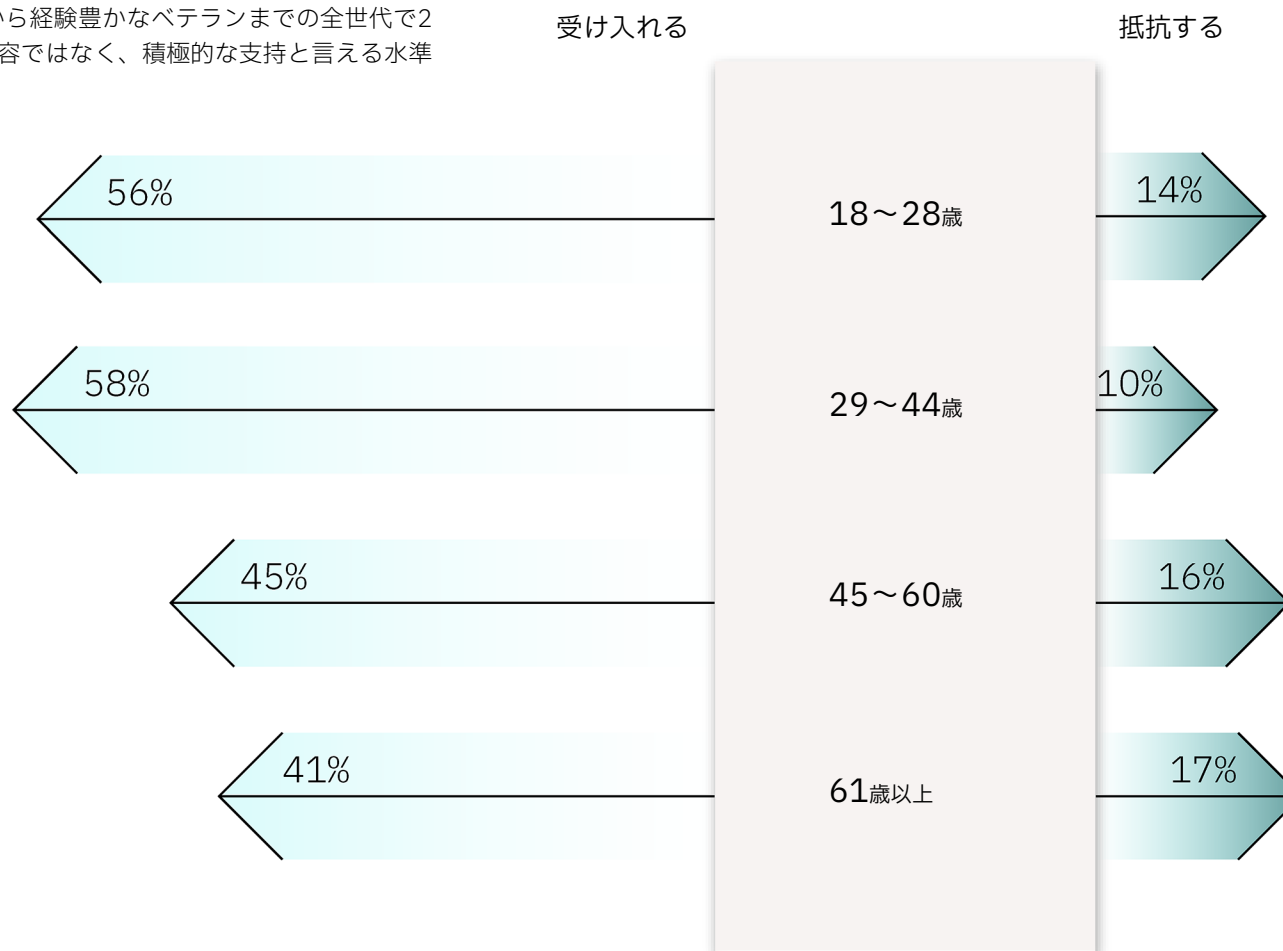 から経験豊かなベテランまでの全世代で2
容ではなく、積極的な支持と言える水準
受け入れる
抵抗する
56%
18～28歳
14%
58%
29～44歳
10%
45%
45～60歳
16%
41%
61歳以上
17%